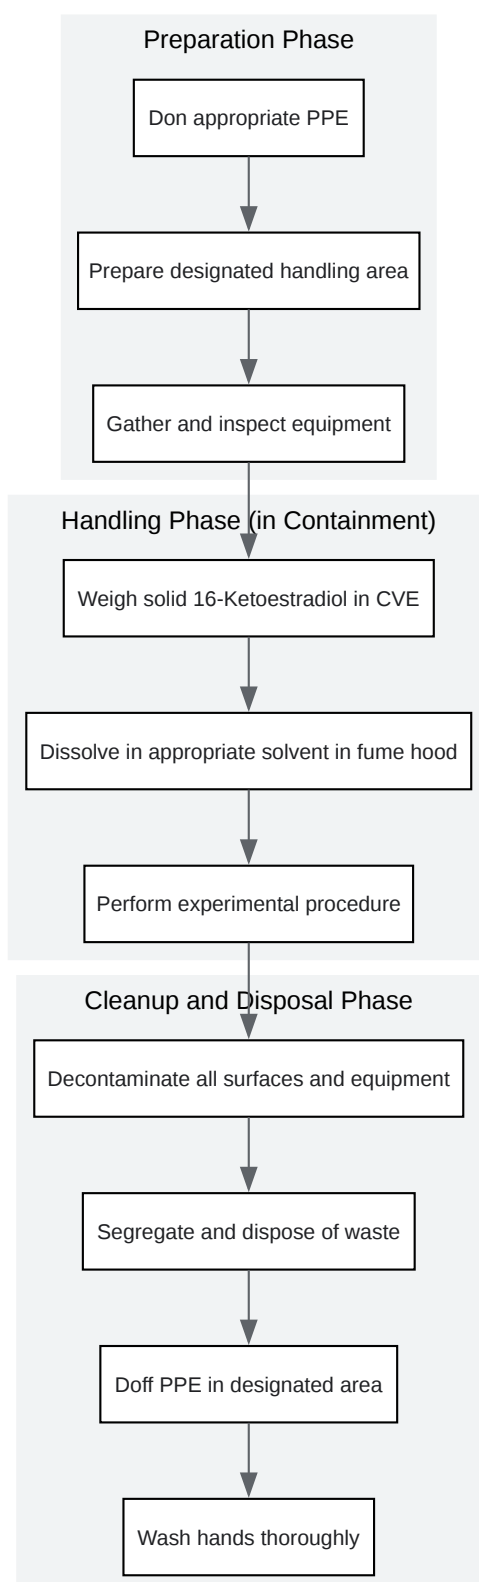 Preparation Phase
Don appropriate PPE
Prepare designated handling area
Gather and inspect equipment
Handling Phase (in Containment)
Weigh solid 16-Ketoestradiol in CVE
Dissolve in appropriate solvent in fume hood
Perform experimental procedure
Cleanup and Disposal Phase
Decontaminate all surfaces and equipment
Segregate and dispose of waste
Doff PPE in designated area
Wash hands thoroughly